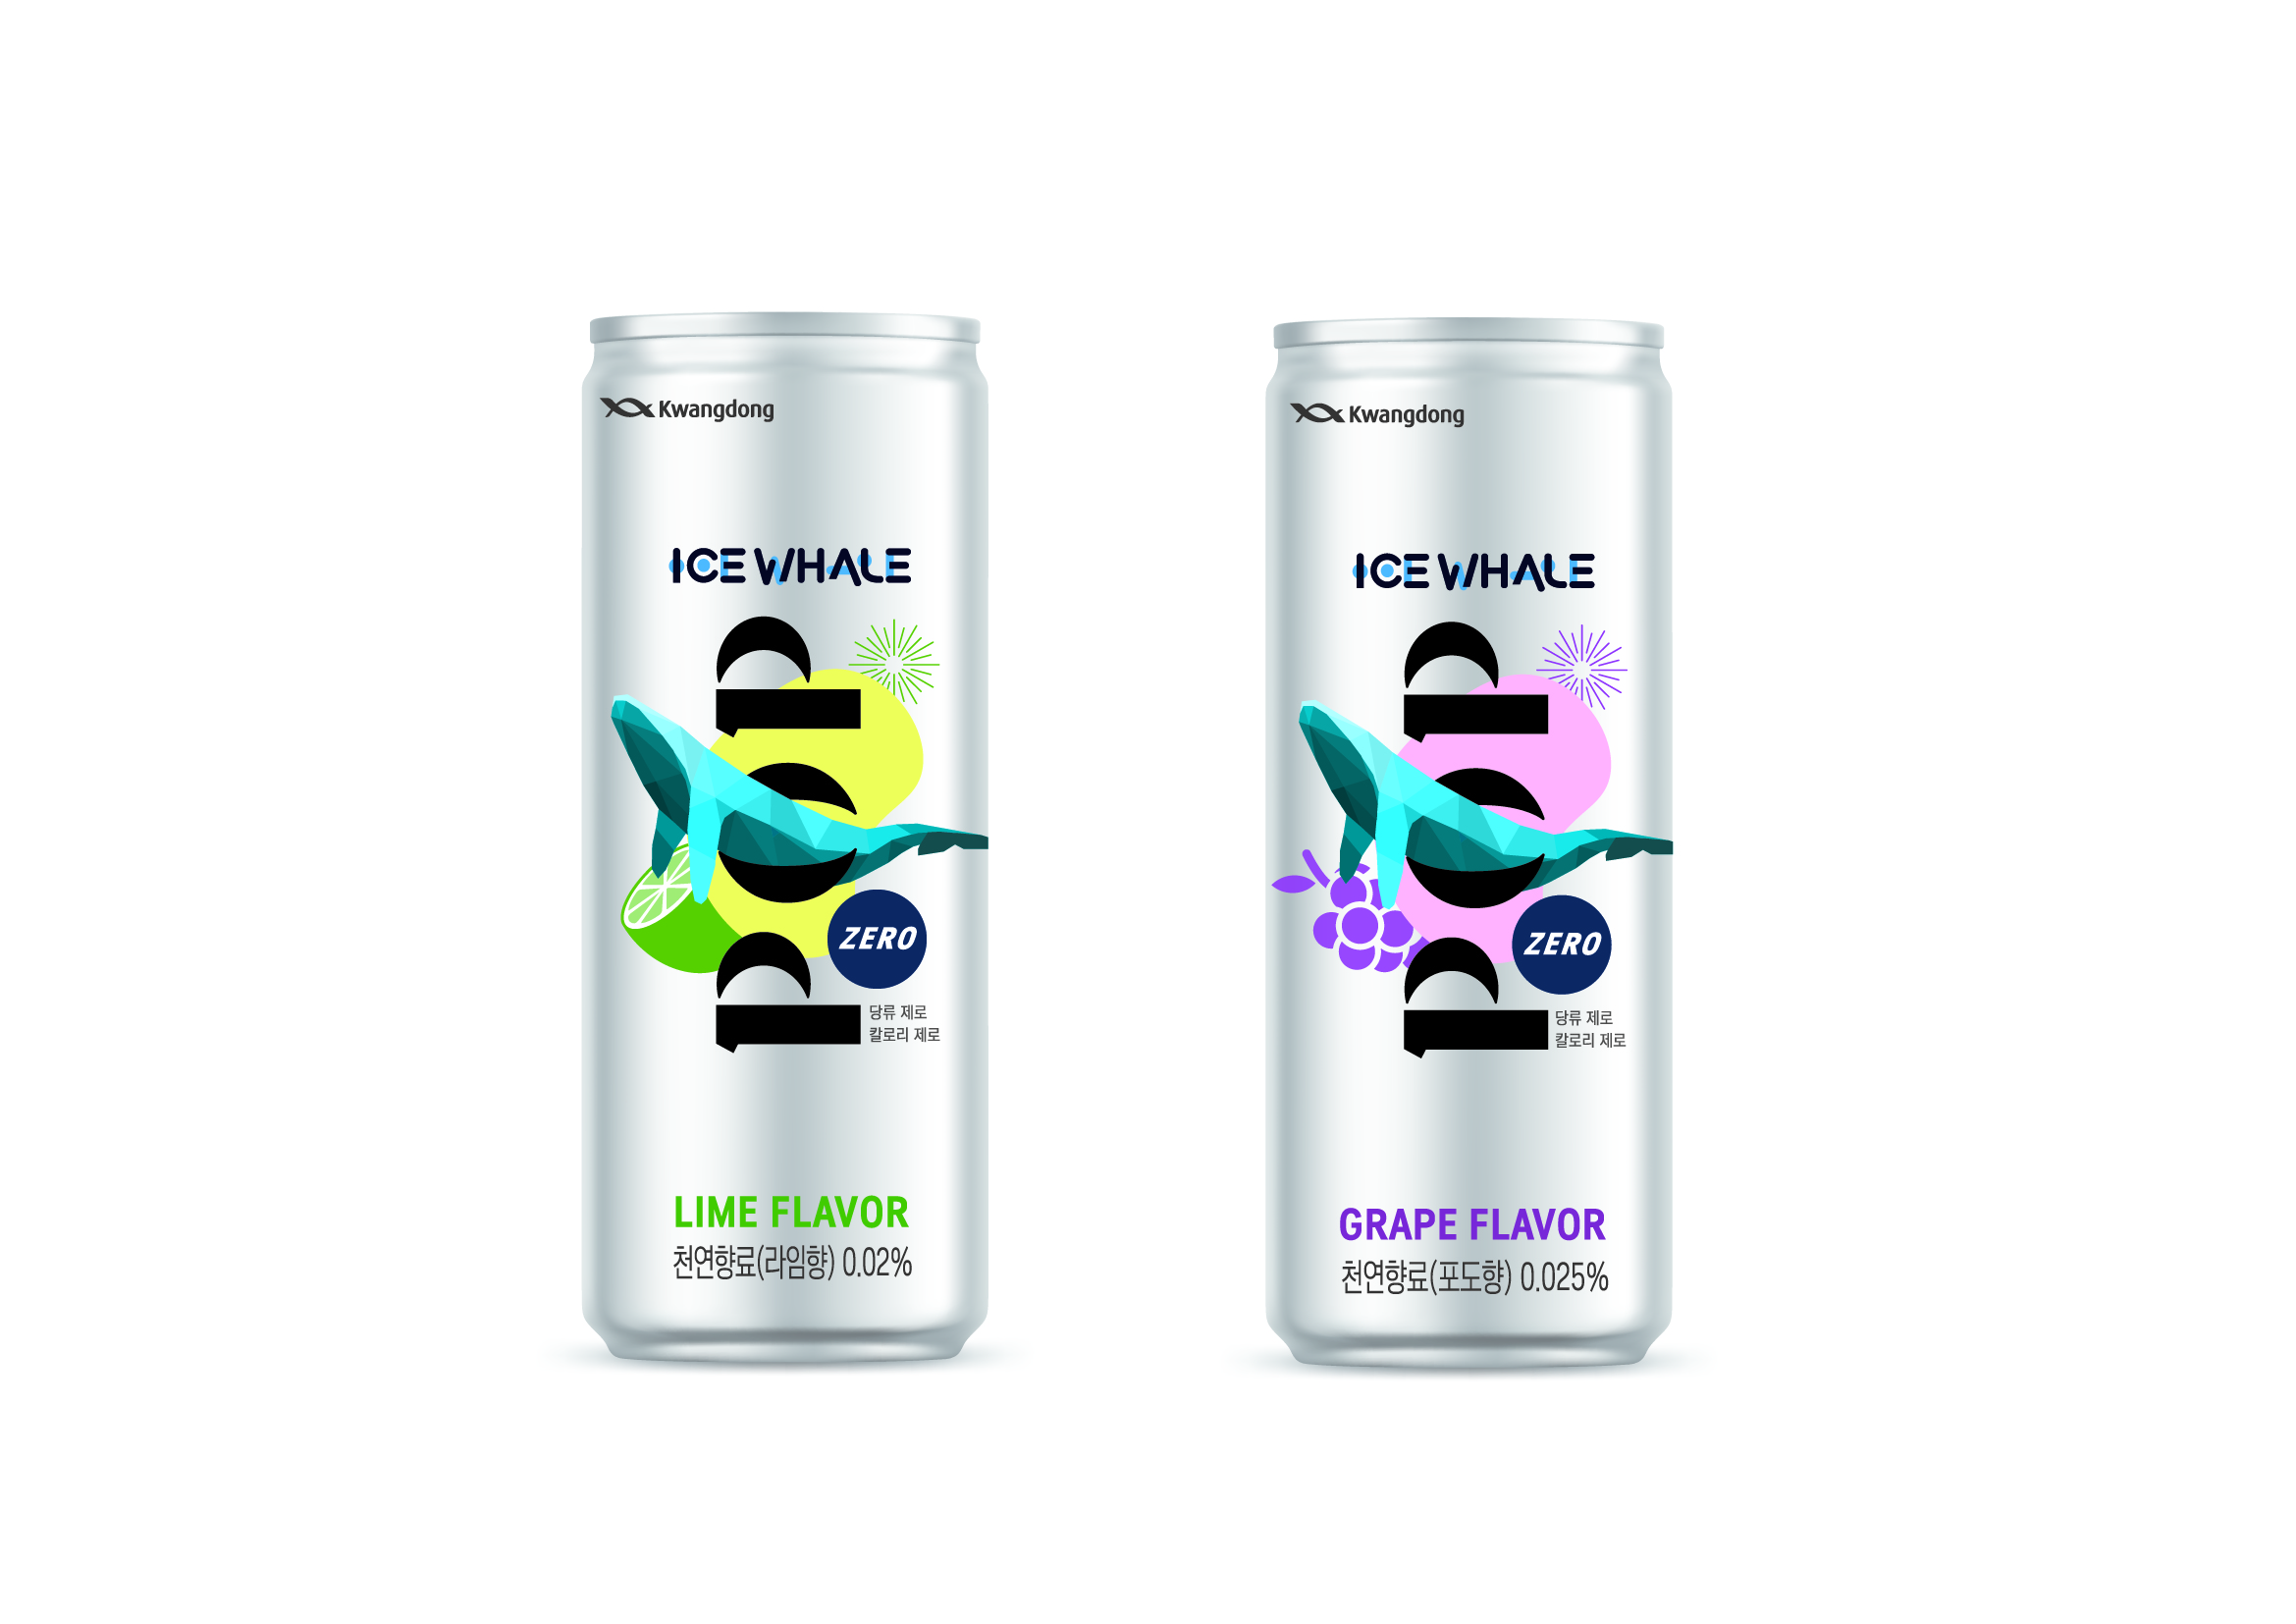 Kwangdong
ICE WHALE
pop
ZERO
당류 제로
칼로리 제로
LIME FLAVOR
천연향료(라임향) 0.02%
Kwangdong
ICE WHALE
pop
ZERO
당류 제로
칼로리 제로
GRAPE FLAVOR
천연향료(포도향) 0.025%